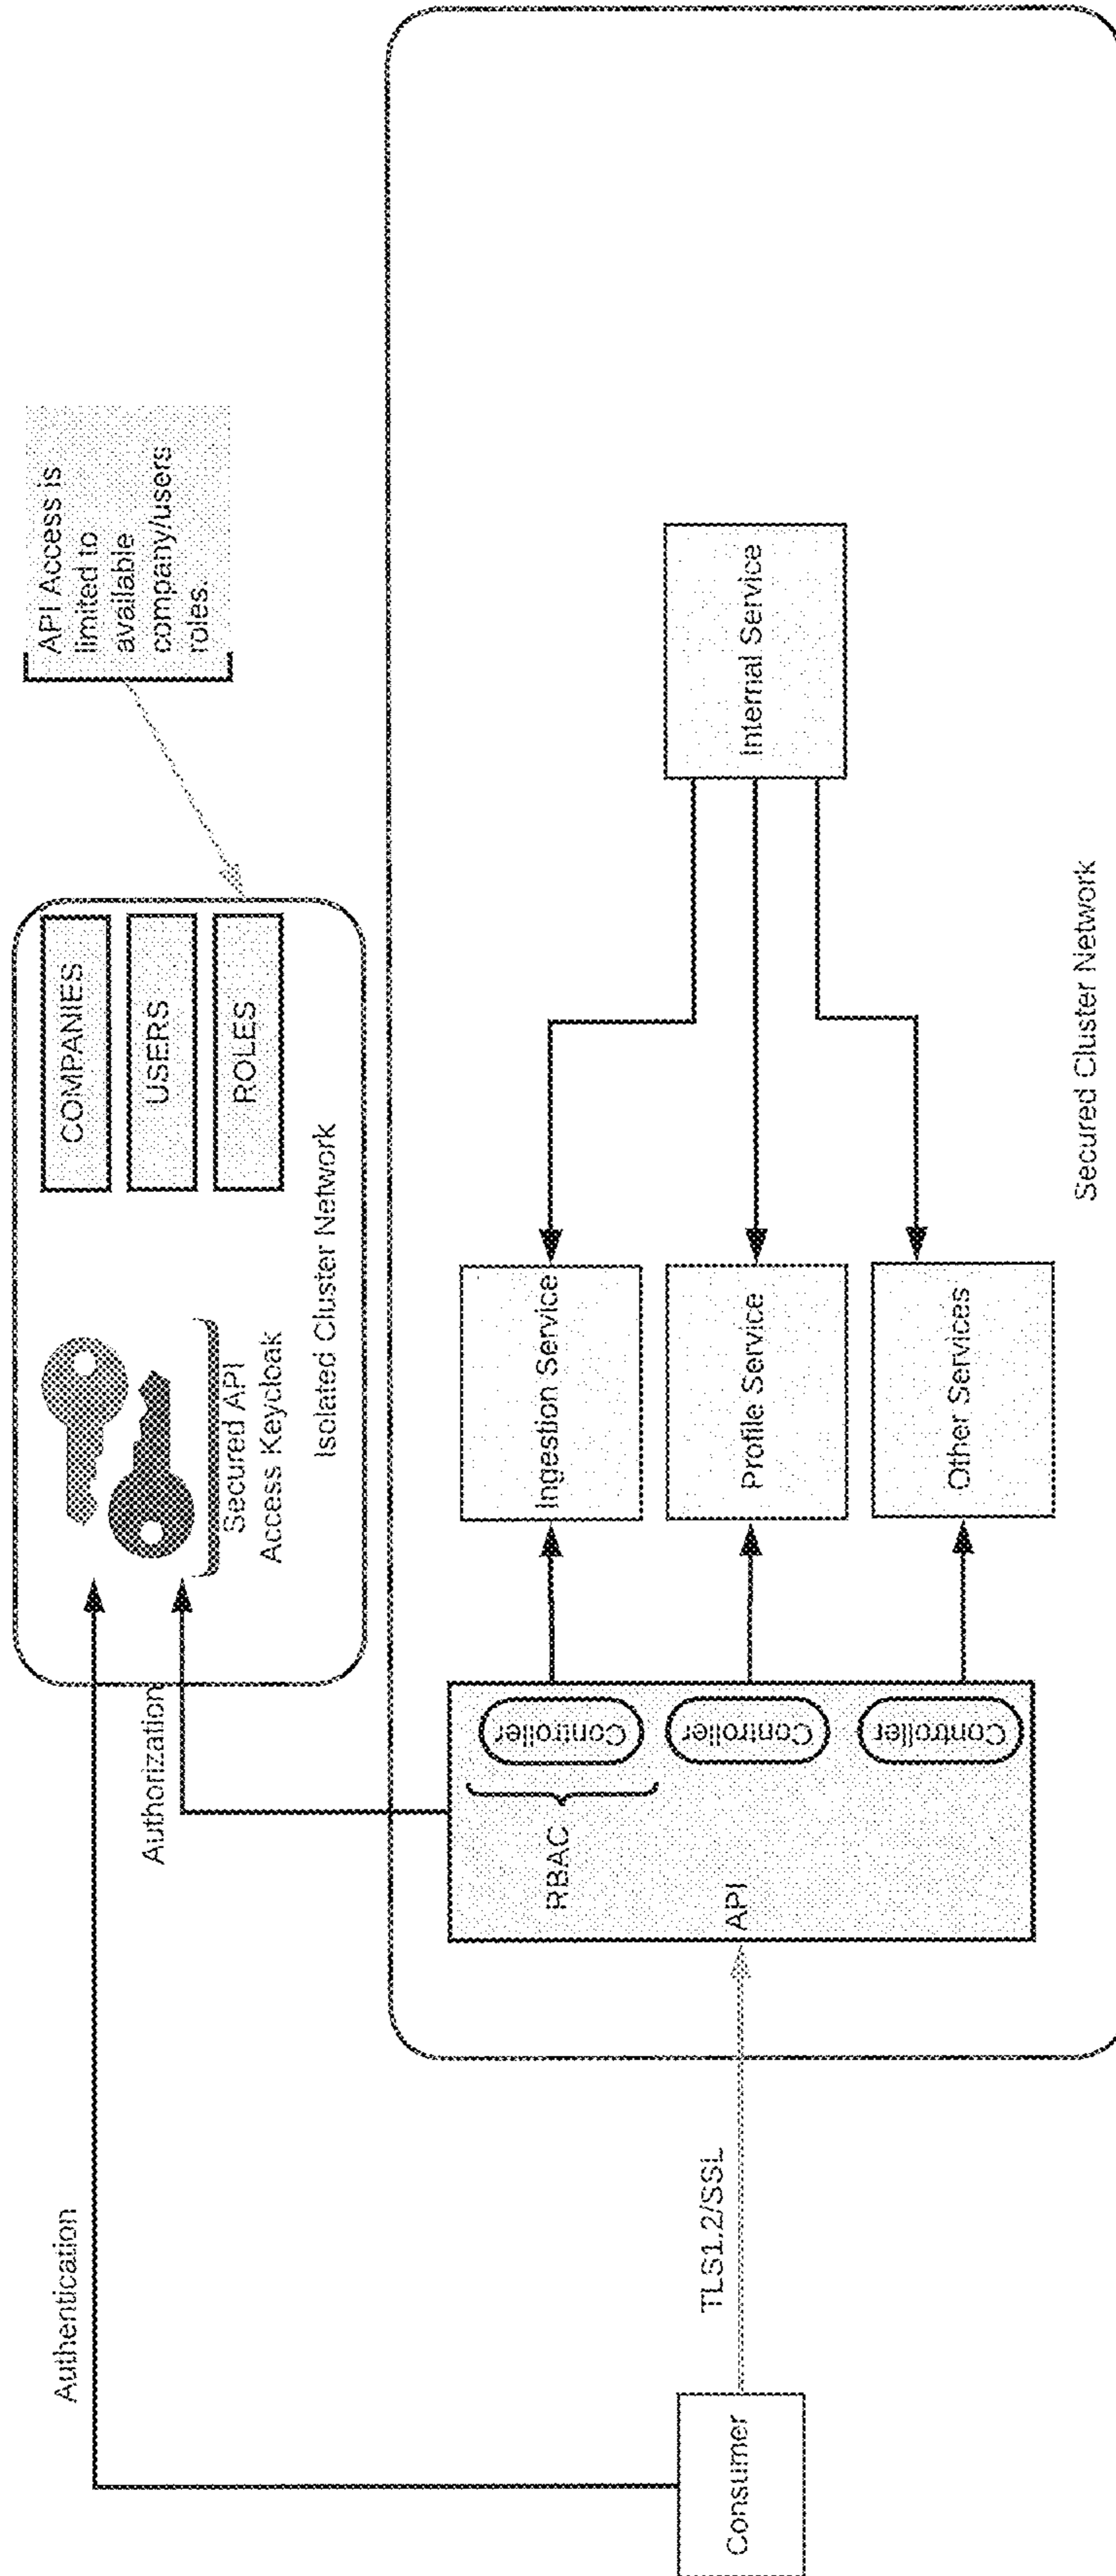 Authentication
Authorization
Secured API
Access Keycloak
COMPANIES
USERS
ROLES
Isolated Cluster Network
API Access is
limited to
available
company/users
roles.
Consumer
TLS1.2/SSL
RBAC
API
Controller
Controller
Controller
Ingestion Service
Profile Service
Other Services
Internal Service
Secured Cluster Network